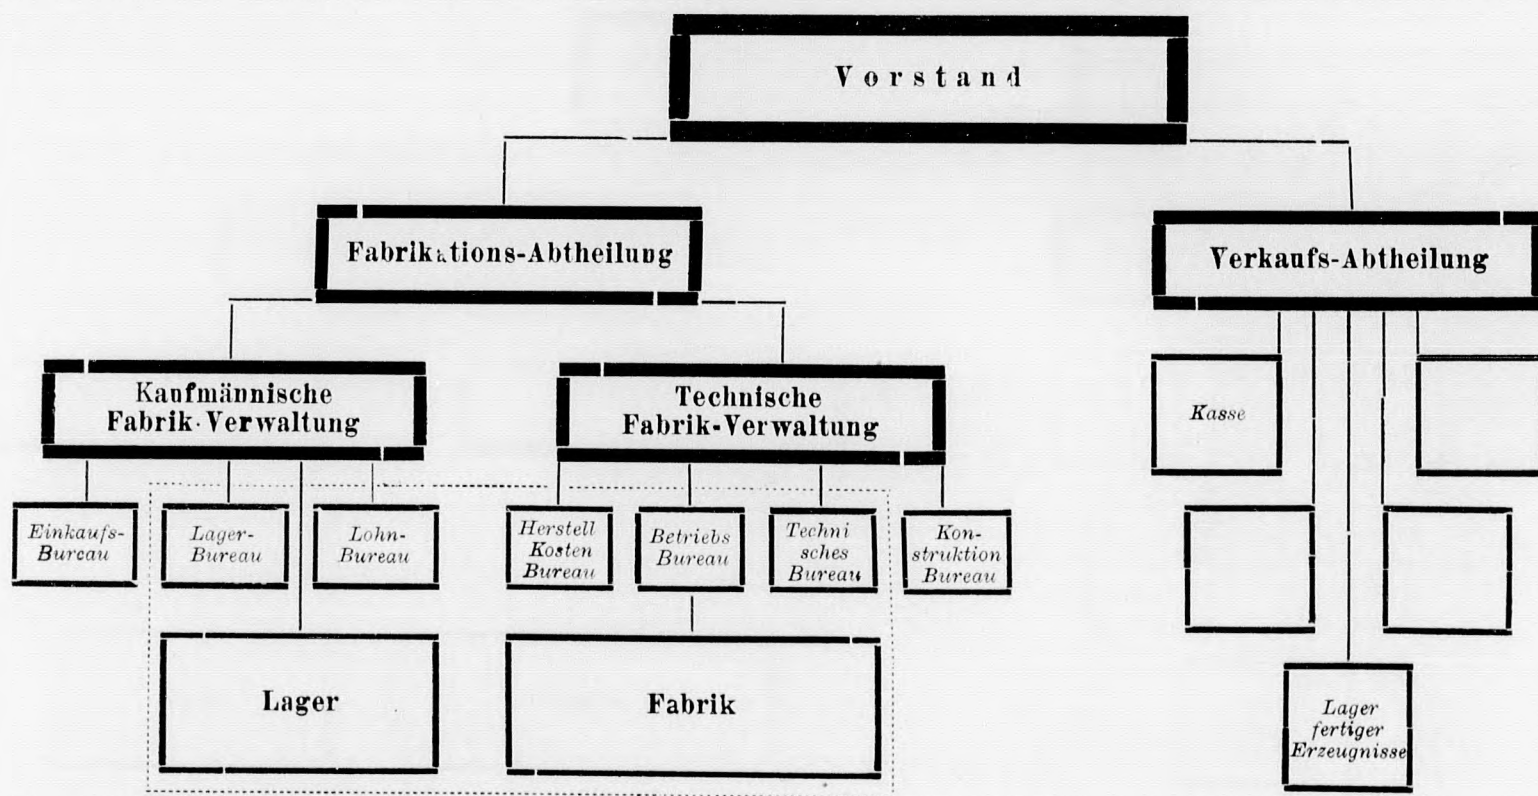 Vorstand
Fabrikations-Abtheilung
Verkaufs-Abtheilung
Kaufmännische
Fabrik-Verwaltung
Technische
Fabrik-Verwaltung
Kasse
Einkaufs-
Bureau
Lager-
Bureau
Lohn-
Bureau
Herstell
Kosten
Bureau
Betriebs
Bureau
Techni
sches
Bureau
Kon-
struktion
Bureau
Lager
Fabrik
Lager
fertiger
Erzeugnisse